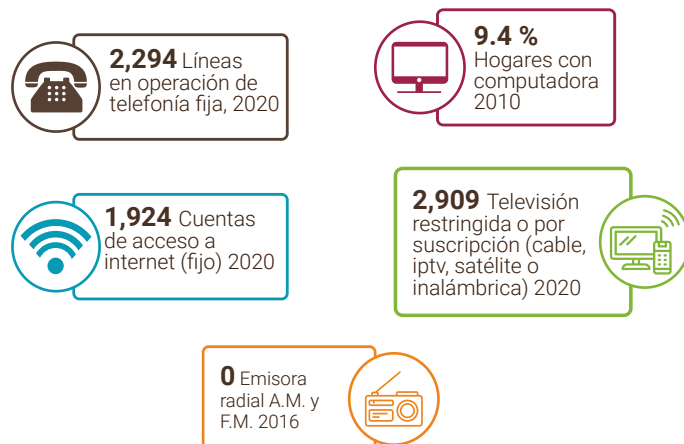 2,294 Líneas
en operación de
telefonía fija, 2020
9.4 %
Hogares con
computadora
2010
1,924 Cuentas
de acceso a
internet (fijo) 2020
2,909 Televisión
restringida o por
suscripción (cable,
iptv, satélite o
inalámbrica) 2020
0 Emisora
radial A.M. y
F.M. 2016